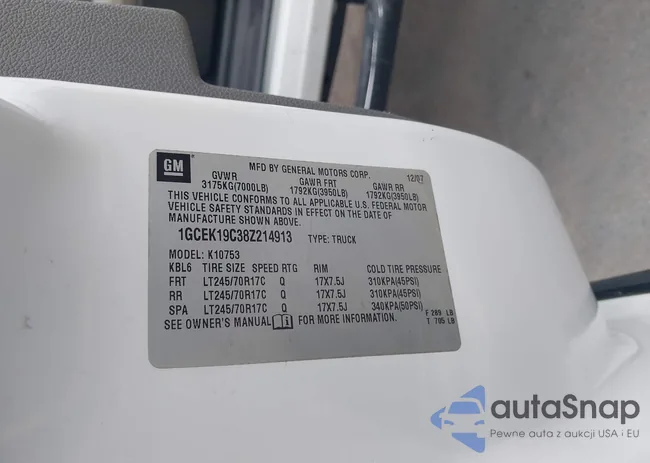 GM
MFD BY GENERAL MOTORS CORP.
12/07
GVWR GAWR FRT GAWR RR
3175KG(7000LB) 1792KG(3950LB) 1792KG(3950LB)
THIS VEHICLE CONFORMS TO ALL APPLICABLE U.S. FEDERAL MOTOR
VEHICLE SAFETY STANDARDS IN EFFECT ON THE DATE OF
MANUFACTURE SHOWN ABOVE.
1GCEK19C38Z214913 TYPE: TRUCK
MODEL: K10753
KBL6 TIRE SIZE SPEED RTG RIM COLD TIRE PRESSURE
FRT LT245/70R17C Q 17X7.5J 310KPA(45PSI)
RR LT245/70R17C Q 17X7.5J 310KPA(45PSI)
SPA LT245/70R17C Q 17X7.5J 340KPA(50PSI)
SEE OWNER'S MANUAL FOR MORE INFORMATION.
F 289 LB
T 705 LB
autaSnap
Pewne auta z aukcji USA i EU